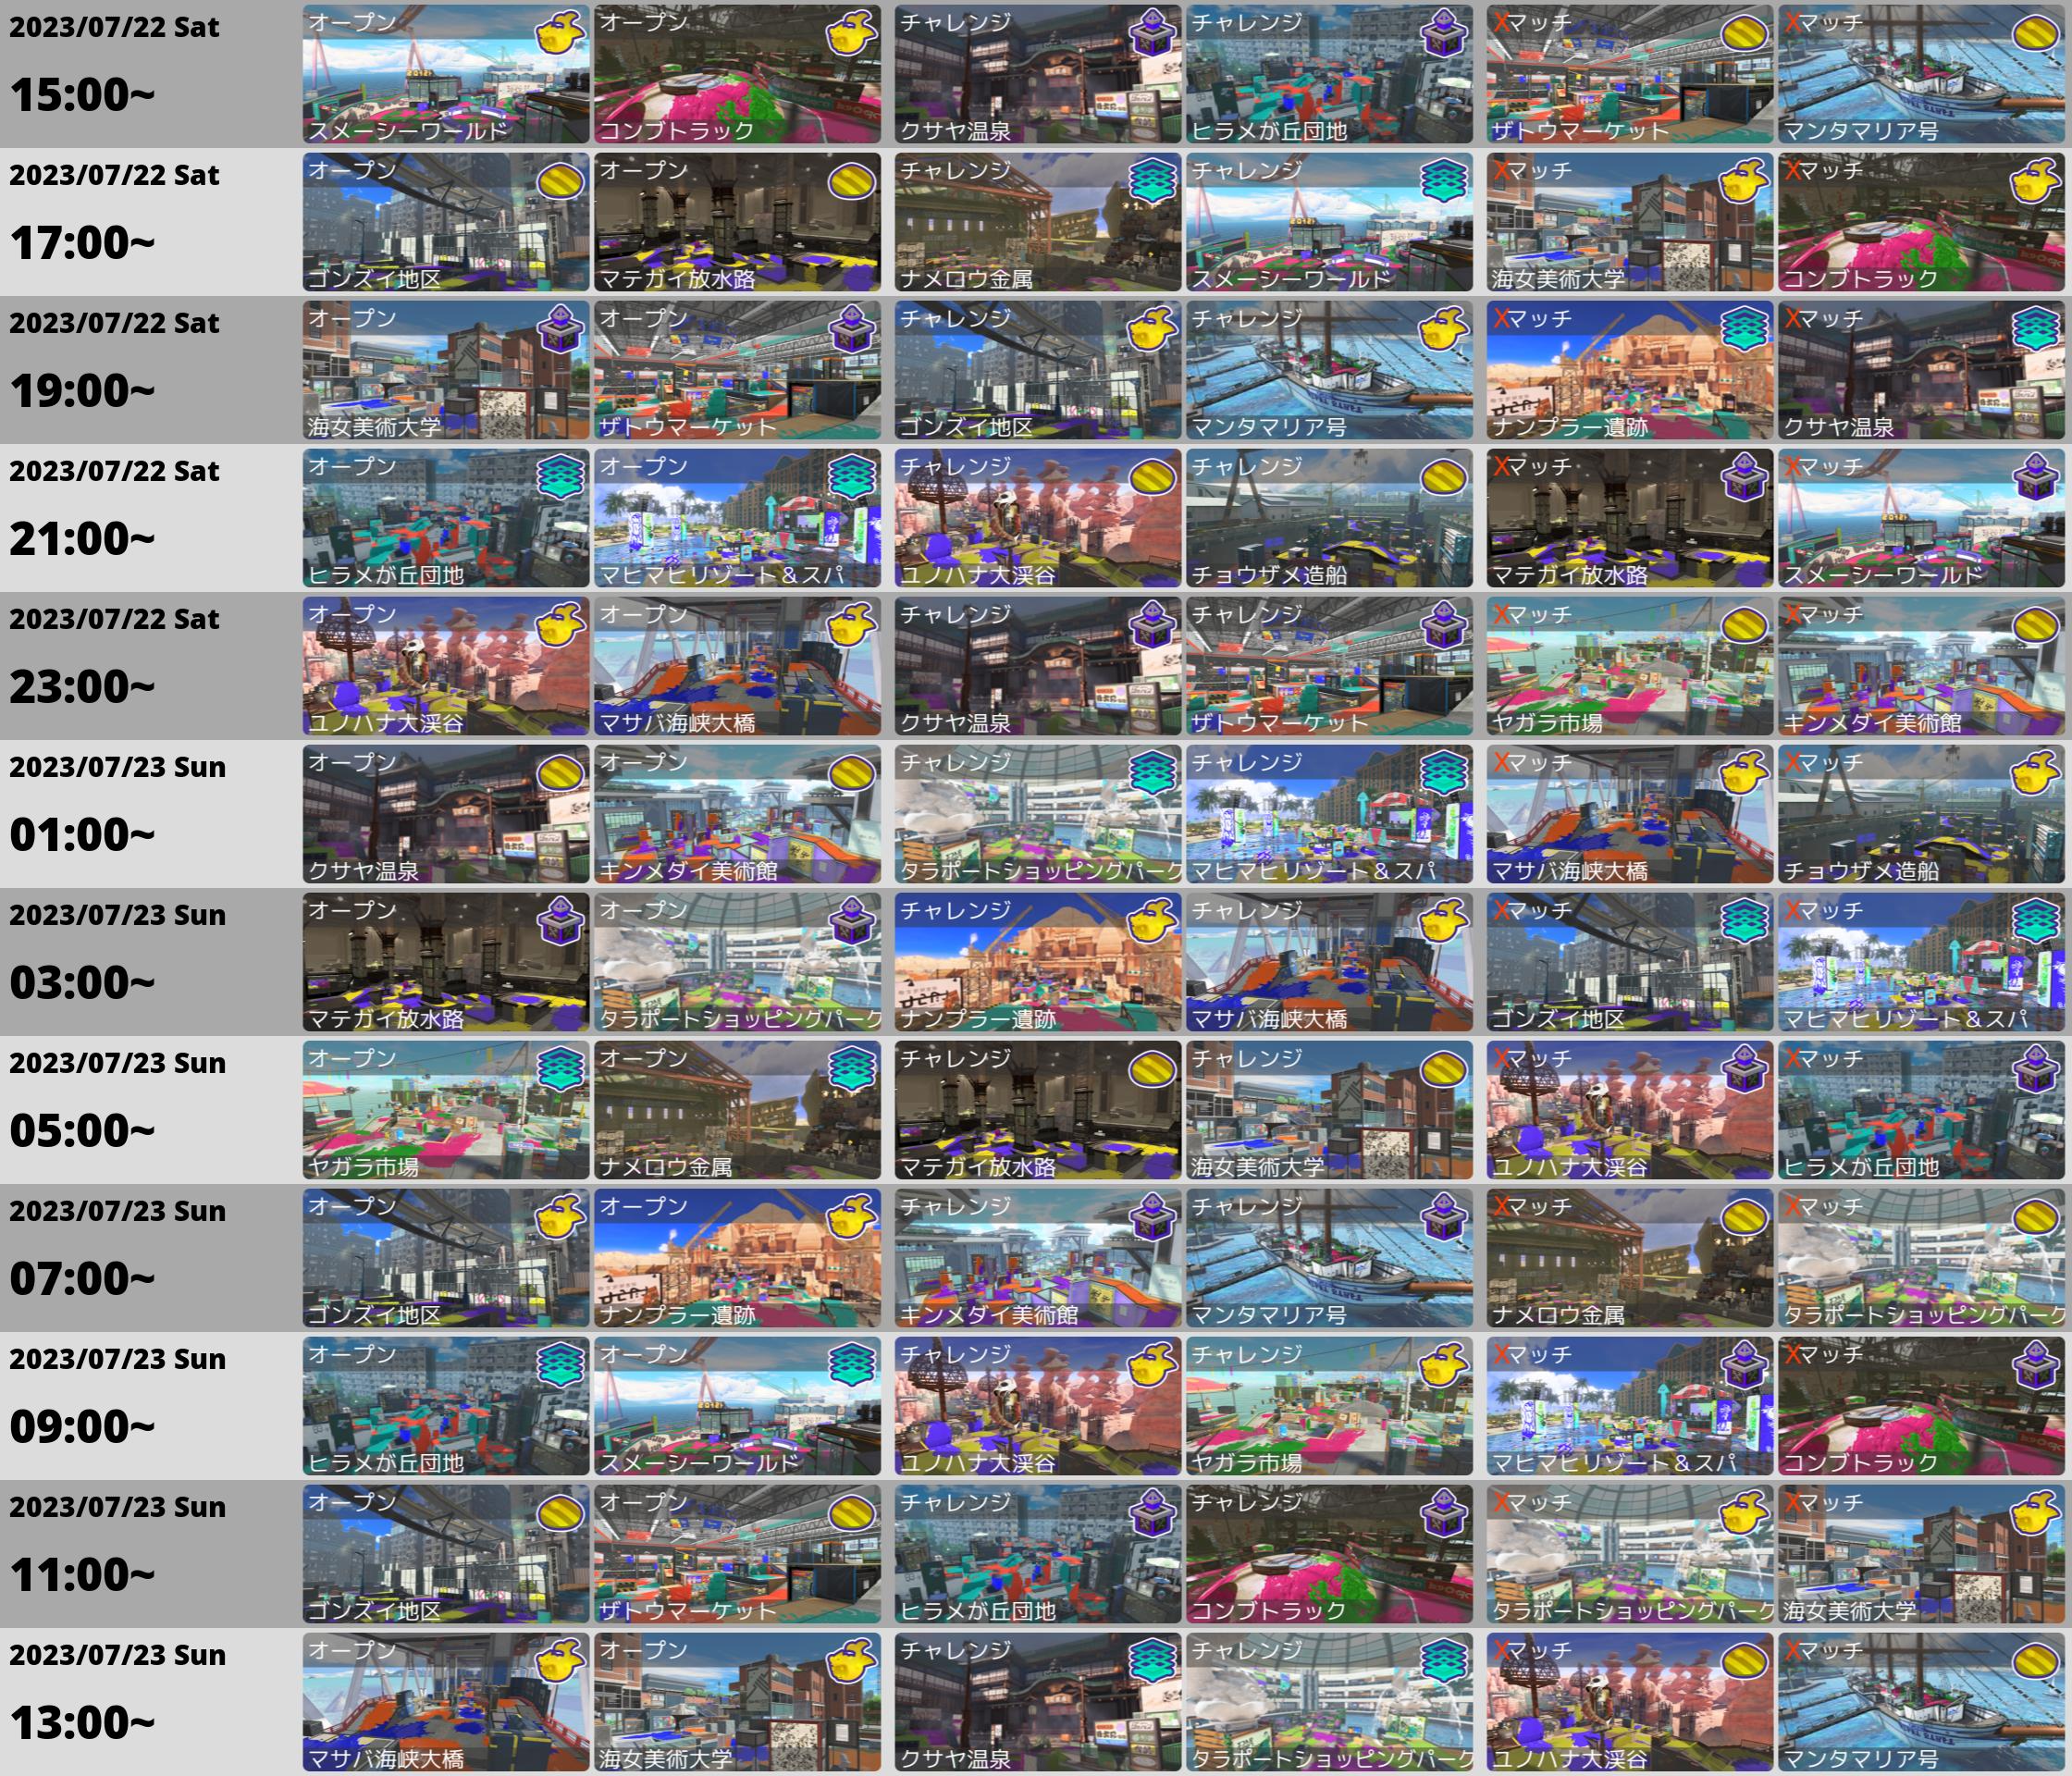 2023/07/22 Sat
15:00~
オープン オープン チャレンジ チャレンジ Xマッチ Xマッチ
スメーシーワールド コンブトラック クサヤ温泉 ヒラメが丘団地 ザトウマーケット マンタマリア号
2023/07/22 Sat
17:00~
オープン オープン チャレンジ チャレンジ Xマッチ Xマッチ
ゴンズイ地区 マテガイ放水路 ナメロウ金属 スメーシーワールド 海女美術大学 コンブトラック
2023/07/22 Sat
19:00~
オープン オープン チャレンジ チャレンジ Xマッチ Xマッチ
海女美術大学 ザトウマーケット ゴンズイ地区 マンタマリア号 ナンプラー遺跡 クサヤ温泉
2023/07/22 Sat
21:00~
オープン オープン チャレンジ チャレンジ Xマッチ Xマッチ
ヒラメが丘団地 マヒマヒリゾート＆スパ ユノハナ大渓谷 チョウザメ造船 マテガイ放水路 スメーシーワールド
2023/07/22 Sat
23:00~
オープン オープン チャレンジ チャレンジ Xマッチ Xマッチ
ユノハナ大渓谷 マサバ海峡大橋 クサヤ温泉 ザトウマーケット ヤガラ市場 キンメダイ美術館
2023/07/23 Sun
01:00~
オープン オープン チャレンジ チャレンジ Xマッチ Xマッチ
クサヤ温泉 キンメダイ美術館 タラポートショッピングパーク マヒマヒリゾート＆スパ マサバ海峡大橋 チョウザメ造船
2023/07/23 Sun
03:00~
オープン オープン チャレンジ チャレンジ Xマッチ Xマッチ
マテガイ放水路 タラポートショッピングパーク ナンプラー遺跡 マサバ海峡大橋 ゴンズイ地区 マヒマヒリゾート＆スパ
2023/07/23 Sun
05:00~
オープン オープン チャレンジ チャレンジ Xマッチ Xマッチ
ヤガラ市場 ナメロウ金属 マテガイ放水路 海女美術大学 ユノハナ大渓谷 ヒラメが丘団地
2023/07/23 Sun
07:00~
オープン オープン チャレンジ チャレンジ Xマッチ Xマッチ
ゴンズイ地区 ナンプラー遺跡 キンメダイ美術館 マンタマリア号 ナメロウ金属 タラポートショッピングパーク
2023/07/23 Sun
09:00~
オープン オープン チャレンジ チャレンジ Xマッチ Xマッチ
ヒラメが丘団地 スメーシーワールド ユノハナ大渓谷 ヤガラ市場 マヒマヒリゾート＆スパ コンブトラック
2023/07/23 Sun
11:00~
オープン オープン チャレンジ チャレンジ Xマッチ Xマッチ
ゴンズイ地区 ザトウマーケット ヒラメが丘団地 コンブトラック タラポートショッピングパーク 海女美術大学
2023/07/23 Sun
13:00~
オープン オープン チャレンジ チャレンジ Xマッチ Xマッチ
マサバ海峡大橋 海女美術大学 クサヤ温泉 タラポートショッピングパーク ユノハナ大渓谷 マンタマリア号